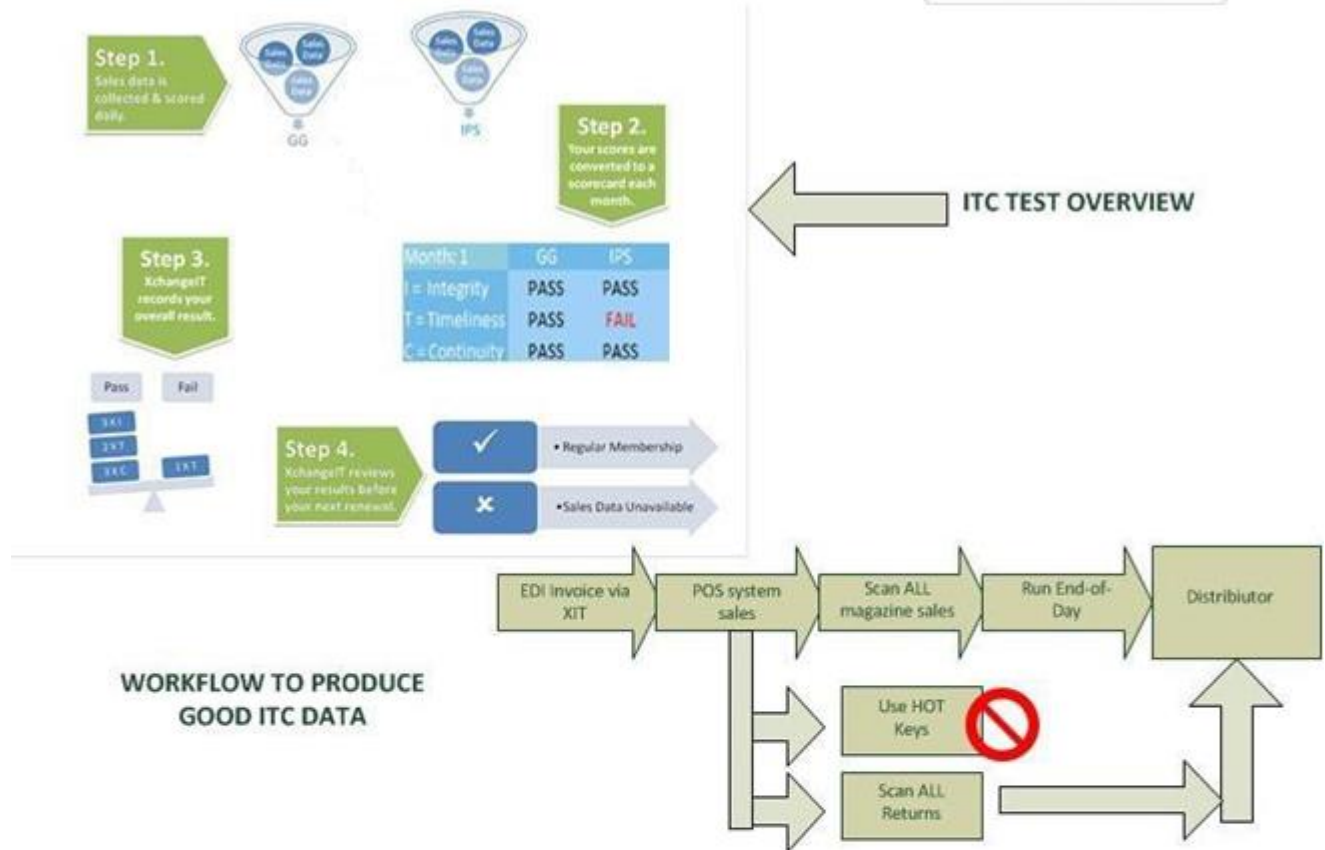 Step 1.
Sales data is
collected & scored
daily.
Sales
Data
Sales
Data
Sales
Data
GG
Sales
Data
Sales
Data
Sales
Data
IPS
Step 2.
Your scores are
converted to a
scorecard each
month.
ITC TEST OVERVIEW
Step 3.
XchangeIT
records your
overall result.
Month: 1 GG IPS
I = Integrity PASS PASS
T = Timeliness PASS FAIL
C = Continuity PASS PASS
Pass Fail
3 X I
2 X T
3 X C 1 X T
Step 4.
XchangeIT reviews
your results Before
your next renewal.
• Regular Membership
•Sales Data Unavailable
EDI Invoice via
XIT
POS system
sales
Scan ALL
magazine sales
Run End-of-
Day
Distribiutor
WORKFLOW TO PRODUCE
GOOD ITC DATA
Use HOT
Keys
Scan ALL
Returns